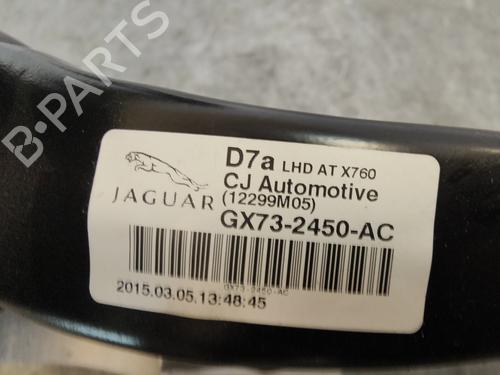 B-PARTS
D7a LHD AT X760
CJ Automotive
(12299M05)
JAGUAR
GX73-2450-AC
GX73-2450-AC
2015.03.05.13:48:45